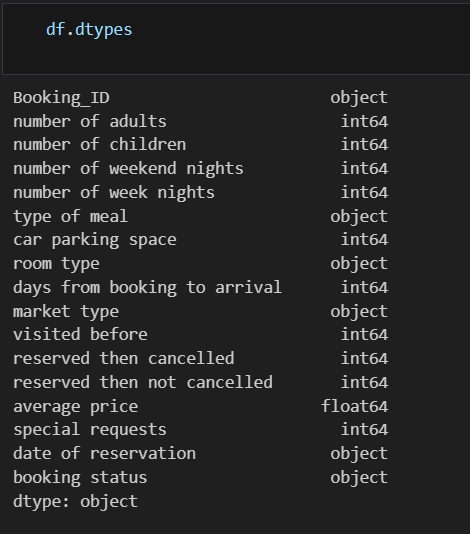 df.dtypes
Booking_ID object
number of adults int64
number of children int64
number of weekend nights int64
number of week nights int64
type of meal object
car parking space int64
room type object
days from booking to arrival int64
market type object
visited before int64
reserved then cancelled int64
reserved then not cancelled int64
average price float64
special requests int64
date of reservation object
booking status object
dtype: object